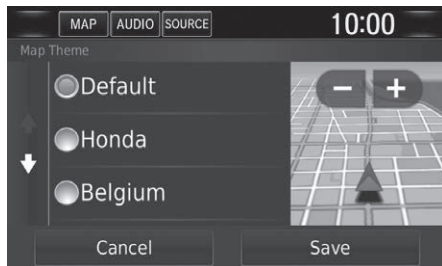 MAP AUDIO SOURCE 10:00
Map Theme
Default
Honda
Belgium
Cancel Save